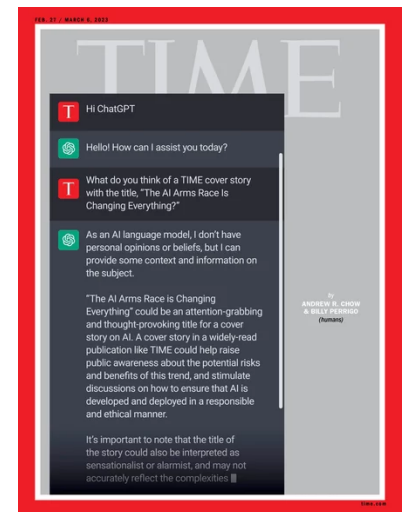 FEB. 27 / MARCH 6, 2023
TIME
T Hi ChatGPT
Hello! How can I assist you today?
T What do you think of a TIME cover story
with the title, “The AI Arms Race Is
Changing Everything?”
As an AI language model, I don't have
personal opinions or beliefs, but I can
provide some context and information on
the subject.
“The AI Arms Race is Changing
Everything” could be an attention-grabbing
and thought-provoking title for a cover
story on AI. A cover story in a widely-read
publication like TIME could help raise
public awareness about the potential risks
and benefits of this trend, and stimulate
discussions on how to ensure that AI is
developed and deployed in a responsible
and ethical manner.
It's important to note that the title of
the story could also be interpreted as
sensationalist or alarmist, and may not
accurately reflect the complexities
by
ANDREW R. CHOW
& BILLY PERRIGO
(humans)
time.com